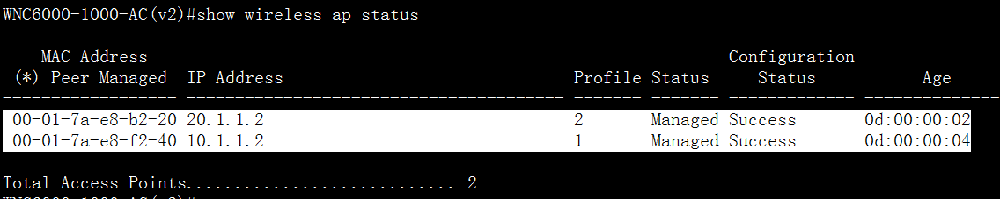 WNC6000-1000-AC(v2)#show wireless ap status
MAC Address Configuration
(*) Peer Managed IP Address Profile Status Status Age
------------------ ---------------------------------------- ------- ------- ------------- --------------
00-01-7a-e8-b2-20 20.1.1.2 2 Managed Success 0d:00:00:02
00-01-7a-e8-f2-40 10.1.1.2 1 Managed Success 0d:00:00:04
Total Access Points............................ 2